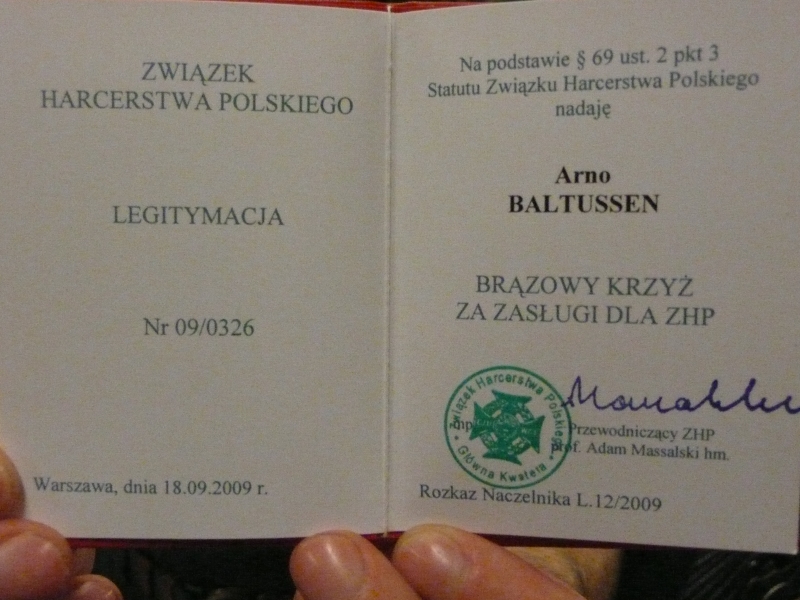 ZWIĄZEK
HARCERSTWA POLSKIEGO
LEGITYMACJA
Nr 09/0326
Warszawa, dnia 18.09.2009 r.
Na podstawie § 69 ust. 2 pkt 3
Statutu Związku Harcerstwa Polskiego
nadaję
Arno
BALTUSSEN
BRĄZOWY KRZYŻ
ZA ZASŁUGI DLA ZHP
Związek Harcerstwa Polskiego
Główna Kwatera
mp
Przewodniczący ZHP
prof. Adam Massalski hm.
Rozkaz Naczelnika L.12/2009